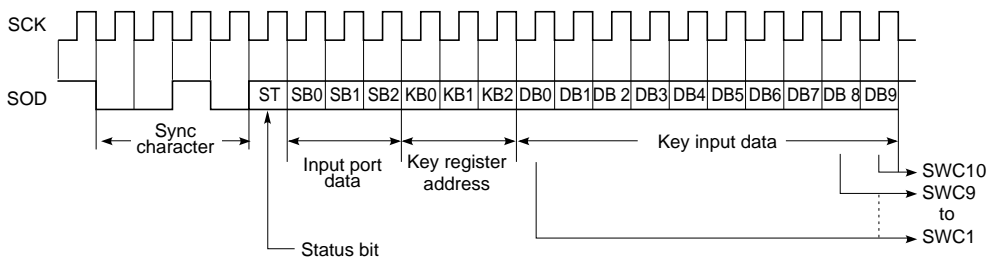 SCK
SOD
ST SB0 SB1 SB2 KB0 KB1 KB2 DB0 DB1 DB 2 DB3 DB4 DB5 DB6 DB7 DB 8 DB9
Sync
character
Input port
data
Key register
address
Key input data
SWC10
SWC9
to
SWC1
Status bit